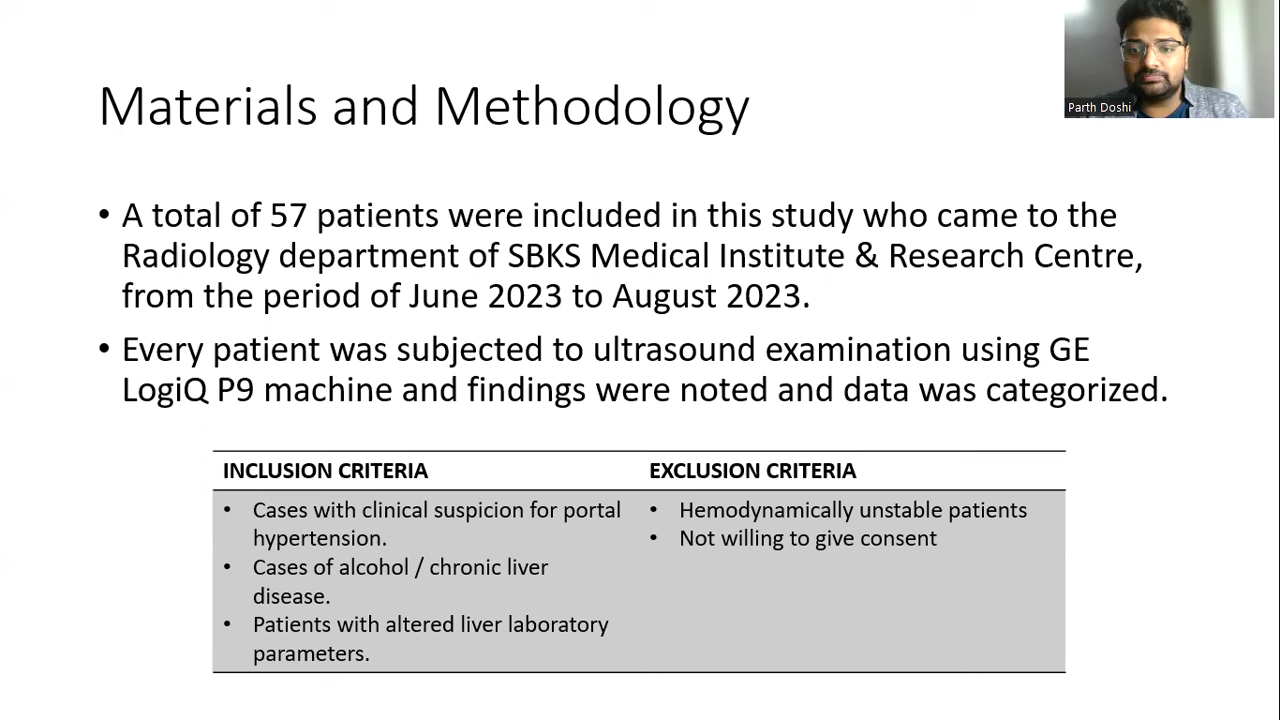 Parth Doshi
Materials and Methodology
• A total of 57 patients were included in this study who came to the
Radiology department of SBKS Medical Institute & Research Centre,
from the period of June 2023 to August 2023.
• Every patient was subjected to ultrasound examination using GE
LogiQ P9 machine and findings were noted and data was categorized.
INCLUSION CRITERIA
• Cases with clinical suspicion for portal
hypertension.
• Cases of alcohol / chronic liver
disease.
• Patients with altered liver laboratory
parameters.
EXCLUSION CRITERIA
• Hemodynamically unstable patients
• Not willing to give consent